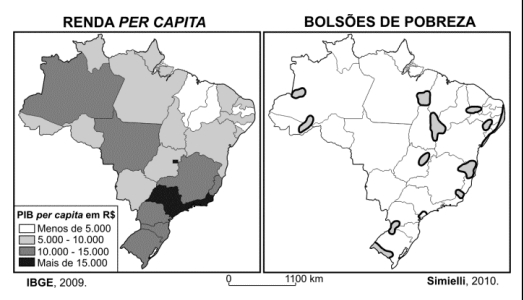 RENDA PER CAPITA
BOLSÕES DE POBREZA
PIB per capita em R$
Menos de 5.000
5.000 - 10.000
10.000 - 15.000
Mais de 15.000
IBGE, 2009.
0 1100 km
Simielli, 2010.